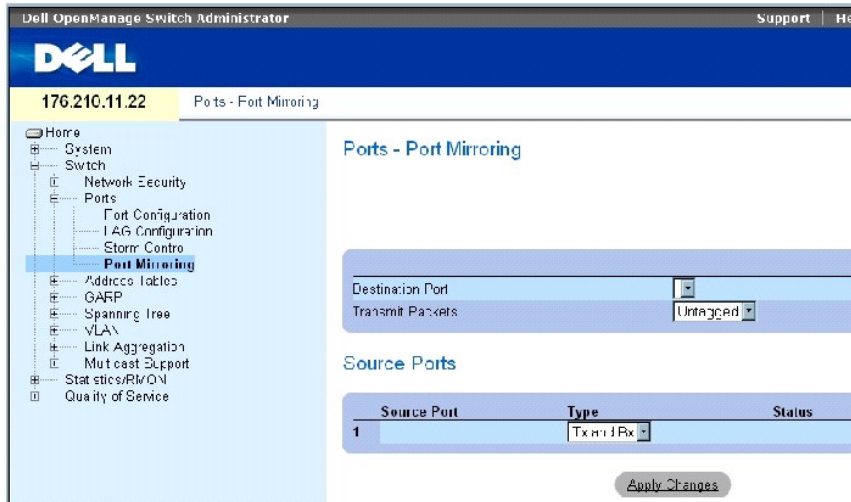 Dell OpenManage Switch Administrator
Support | He
DELL
176.210.11.22
Ports - Port Mirroring
Home
System
Switch
Network Security
Ports
Port Configuration
LAG Configuration
Storm Control
Port Mirroring
Address Tables
GARP
Spanning Tree
VLAN
Link Aggregation
Multicast Support
Statistics/RMON
Quality of Service
Ports - Port Mirroring
Destination Port
Transmit Packets
Untagged
Source Ports
Source Port Type Status
1 Tx and Rx
Apply Changes